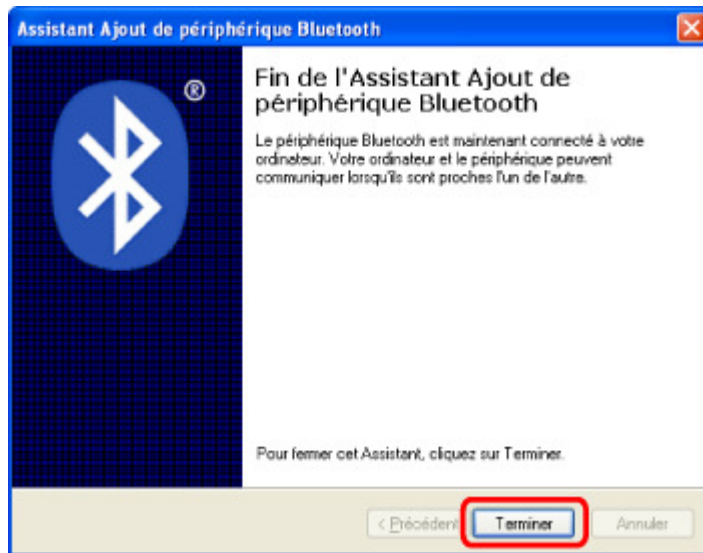 Assistant Ajout de périphérique Bluetooth
®
Fin de l'Assistant Ajout de
périphérique Bluetooth
Le périphérique Bluetooth est maintenant connecté à votre
ordinateur. Votre ordinateur et le périphérique peuvent
communiquer lorsqu'ils sont proches l'un de l'autre.
Pour fermer cet Assistant, cliquez sur Terminer.
< Précédent Terminer Annuler